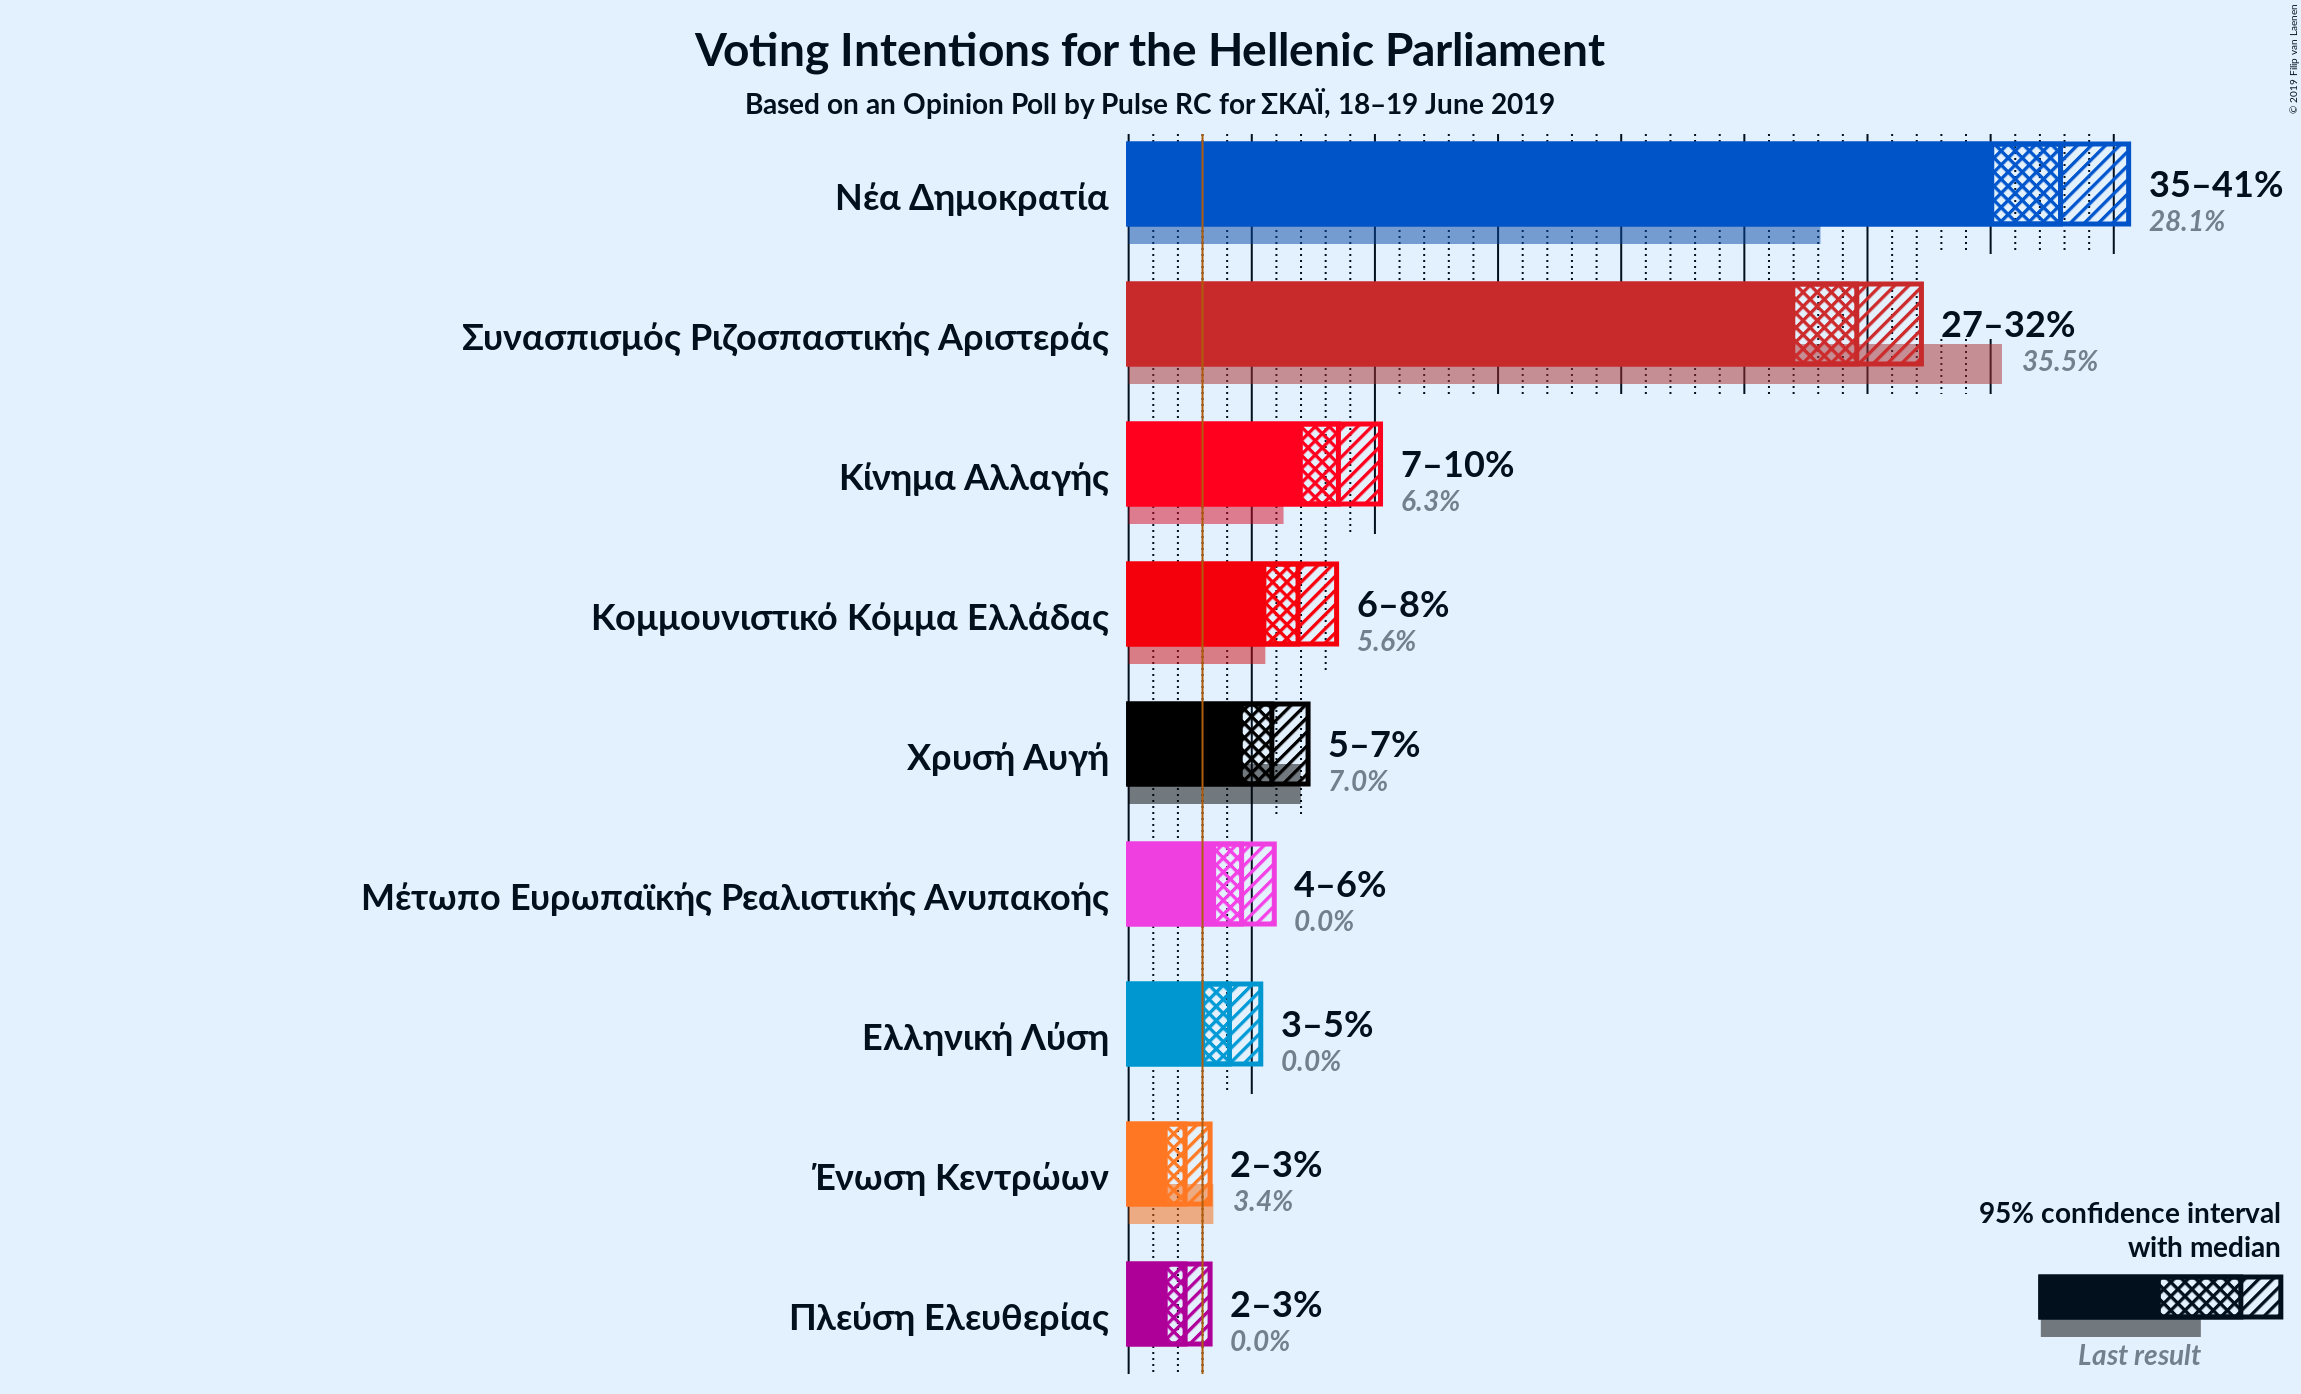 Voting Intentions for the Hellenic Parliament
Based on an Opinion Poll by Pulse RC for ΣΚΑΪ, 18–19 June 2019
© 2019 Filip van Laenen
Νέα Δημοκρατία
35–41%
28.1%
Συνασπισμός Ριζοσπαστικής Αριστεράς
27–32%
35.5%
Κίνημα Αλλαγής
7–10%
6.3%
Κομμουνιστικό Κόμμα Ελλάδας
6–8%
5.6%
Χρυσή Αυγή
5–7%
7.0%
Μέτωπο Ευρωπαϊκής Ρεαλιστικής Ανυπακοής
4–6%
0.0%
Ελληνική Λύση
3–5%
0.0%
Ένωση Κεντρώων
2–3%
3.4%
Πλεύση Ελευθερίας
2–3%
0.0%
95% confidence interval
with median
Last result